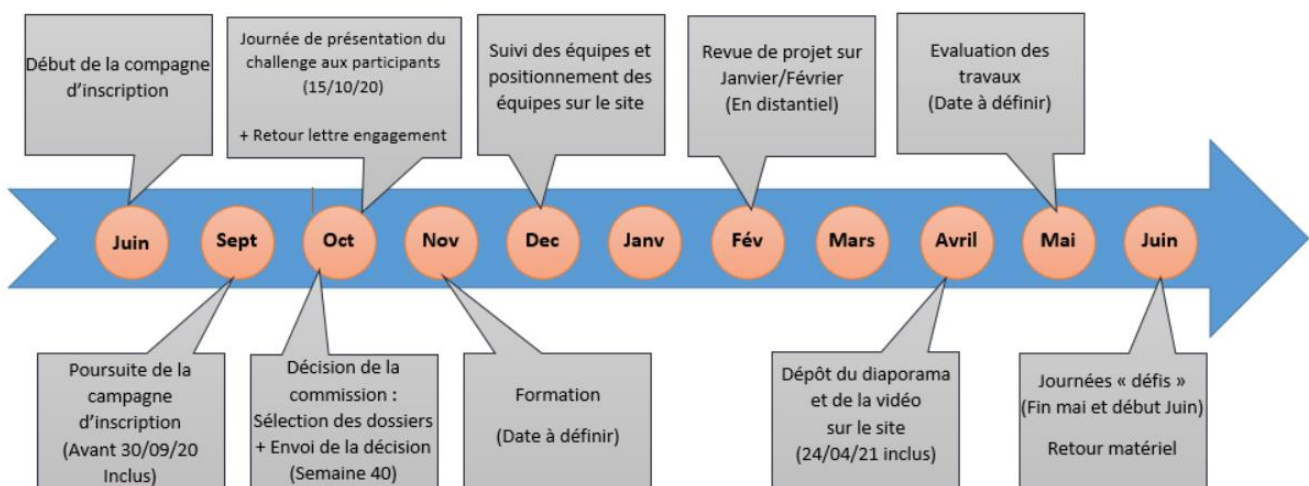 Début de la compagne
d’inscription
Journée de présentation du
challenge aux participants
(15/10/20)
+ Retour lettre engagement
Suivi des équipes et
positionnement des
équipes sur le site
Revue de projet sur
Janvier/Février
(En distantiel)
Evaluation des
travaux
(Date à définir)
Juin
Sept
Oct
Nov
Dec
Janv
Fév
Mars
Avril
Mai
Juin
Poursuite de la
campagne
d’inscription
(Avant 30/09/20
Inclus)
Décision de la
commission :
Sélection des dossiers
+ Envoi de la décision
(Semaine 40)
Formation
(Date à définir)
Dépôt du diaporama
et de la vidéo
sur le site
(24/04/21 inclus)
Journées « défis »
(Fin mai et début Juin)
Retour matériel